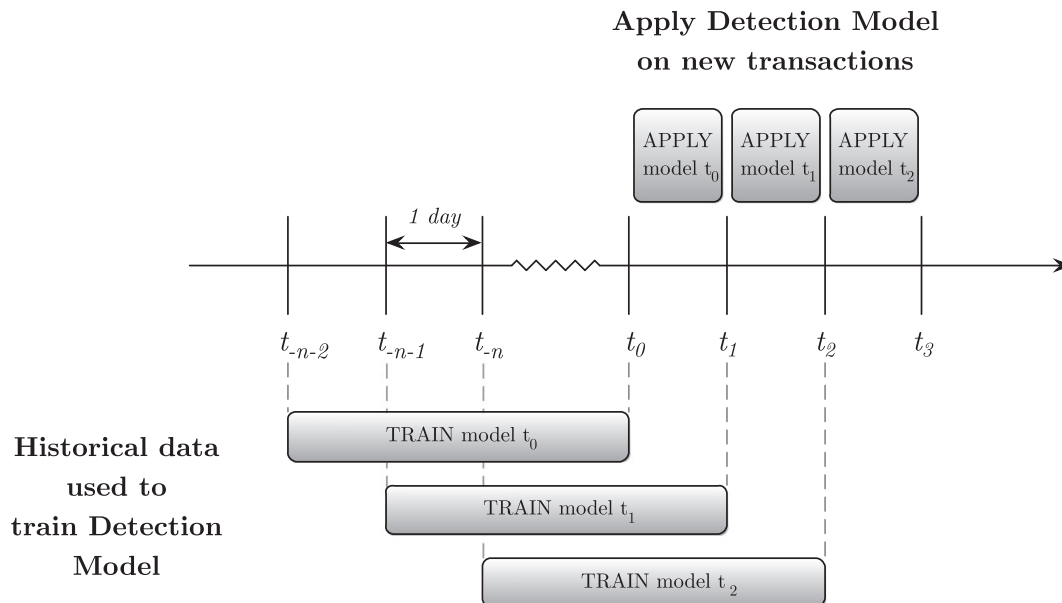 Apply Detection Model
on new transactions
APPLY
model t₀
APPLY
model t₁
APPLY
model t₂
1 day
t₋ₙ₋₂
t₋ₙ₋₁
t₋ₙ
t₀
t₁
t₂
t₃
Historical data
used to
train Detection
Model
TRAIN model t₀
TRAIN model t₁
TRAIN model t₂